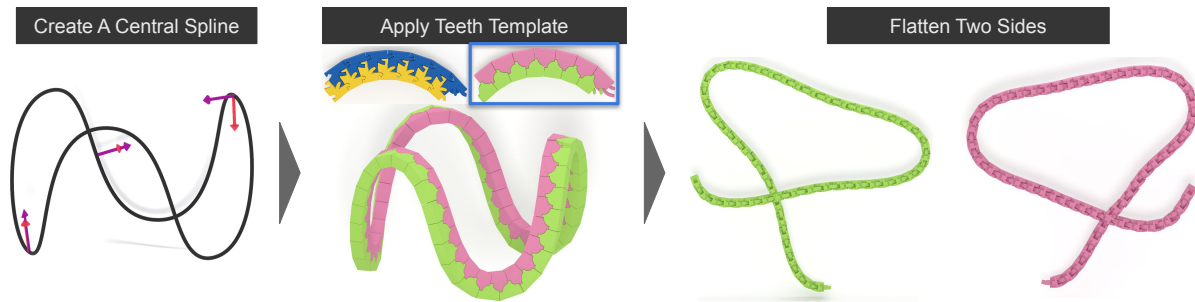 Create A Central Spline
Apply Teeth Template
Flatten Two Sides